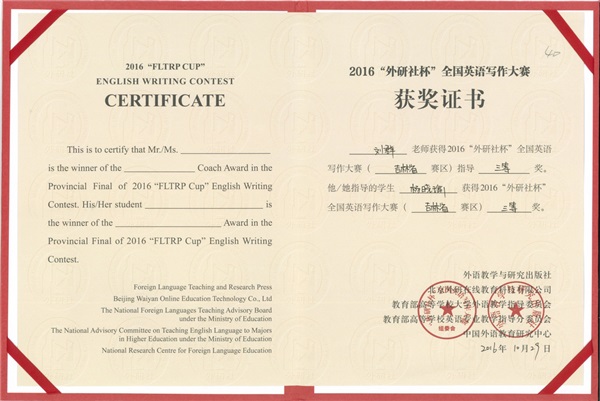 2016 “FLTRP CUP”
ENGLISH WRITING CONTEST
CERTIFICATE
This is to certify that Mr./Ms.
is the winner of the Coach Award in the
Provincial Final of 2016 “FLTRP Cup” English Writing
Contest. His/Her student is
the winner of the Award in the
Provincial Final of 2016 “FLTRP Cup” English Writing
Contest.
Foreign Language Teaching and Research Press
Beijing Waiyan Online Education Technology Co., Ltd
The National Foreign Languages Teaching Advisory Board
under the Ministry of Education
The National Advisory Committee on Teaching English Language to Majors
in Higher Education under Ministry of Education
National Research Centre for Foreign Language Education
40
2016 “外研社杯” 全国英语写作大赛
获奖证书
刘群 老师获得2016 “外研社杯” 全国英语
写作大赛（ 吉林省 赛区）指导 三等 奖。
他/她指导的学生 杨晓 获得2016 “外研社杯”
全国英语写作大赛（ 吉林省 赛区） 三等 奖。
外语教学与研究出版社
北京外研在线教育科技有限公司
教育部高等学校大学外语教学指导委员会
教育部高等学校英语专业教学指导分委员会
中国外语教育研究中心
组委会
2016 年 10 月 29 日